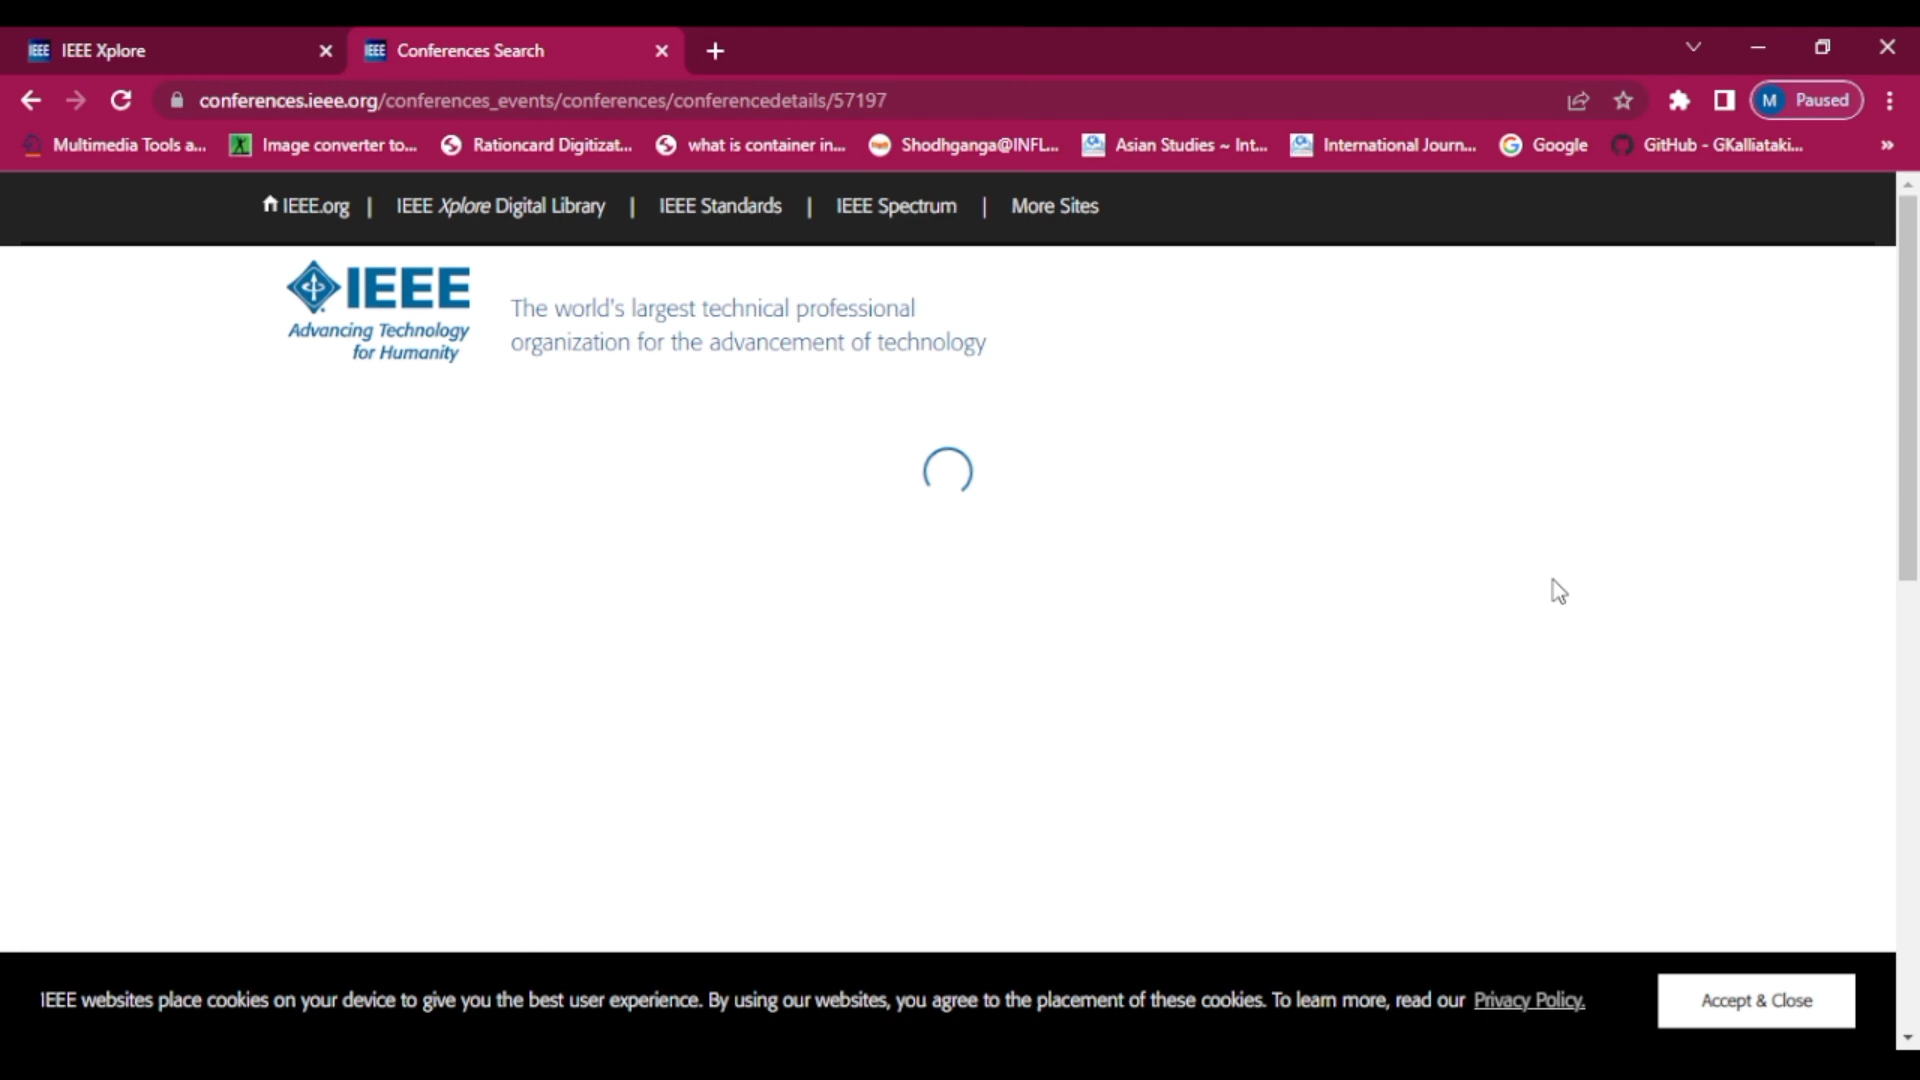 IEEE IEEE Xplore
IEEE Conferences Search
conferences.ieee.org/conferences_events/conferences/conferencedetails/57197
M Paused
Multimedia Tools a...
Image converter to...
Rationcard Digitizat...
what is container in...
Shodhganga@INFL...
Asian Studies ~ Int...
International Journ...
Google
GitHub - GKalliataki...
IEEE.org | IEEE Xplore Digital Library | IEEE Standards | IEEE Spectrum | More Sites
IEEE
Advancing Technology
for Humanity
The world's largest technical professional
organization for the advancement of technology
IEEE websites place cookies on your device to give you the best user experience. By using our websites, you agree to the placement of these cookies. To learn more, read our Privacy Policy.
Accept & Close